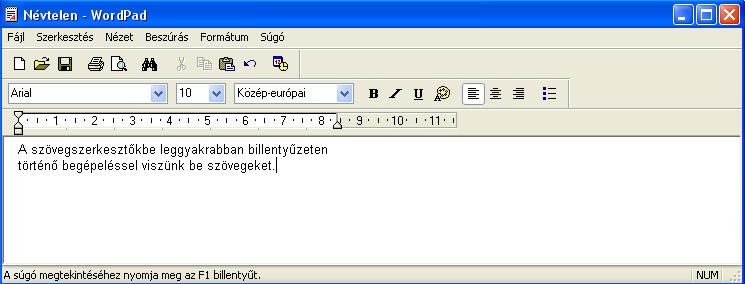 Névtelen - WordPad
Fájl Szerkesztés Nézet Beszúrás Formátum Súgó
Arial 10 Közép-európai B / U
1 2 3 4 5 6 7 8 9 10 11
A szövegszerkesztőkbe leggyakrabban billentyűzeten
történő begépeléssel viszünk be szövegeket.
A súgó megtekintéséhez nyomja meg az F1 billentyűt. NUM